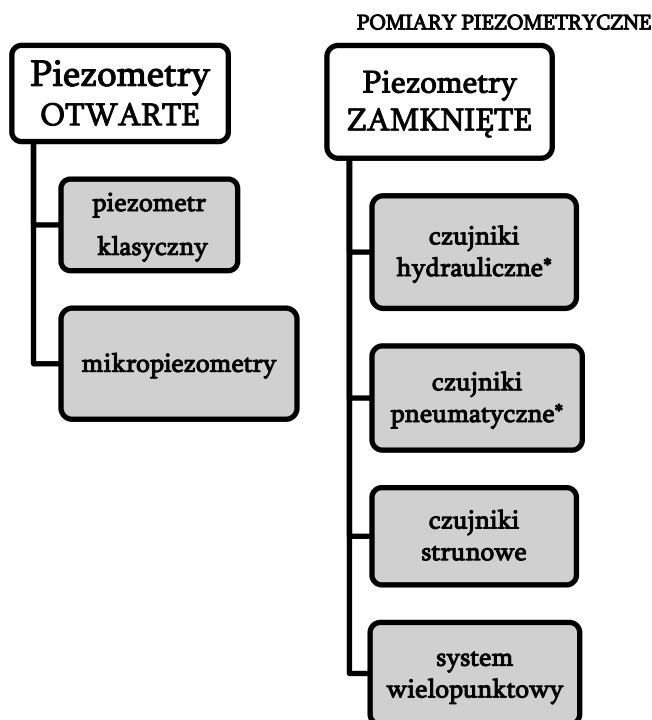 POMIARY PIEZOMETRYCZNE
Piezometry
OTWARTE
piezometr
klasyczny
mikropiezometry
Piezometry
ZAMKNIĘTE
czujniki
hydrauliczne*
czujniki
pneumatyczne*
czujniki
strunowe
system
wielopunktowy